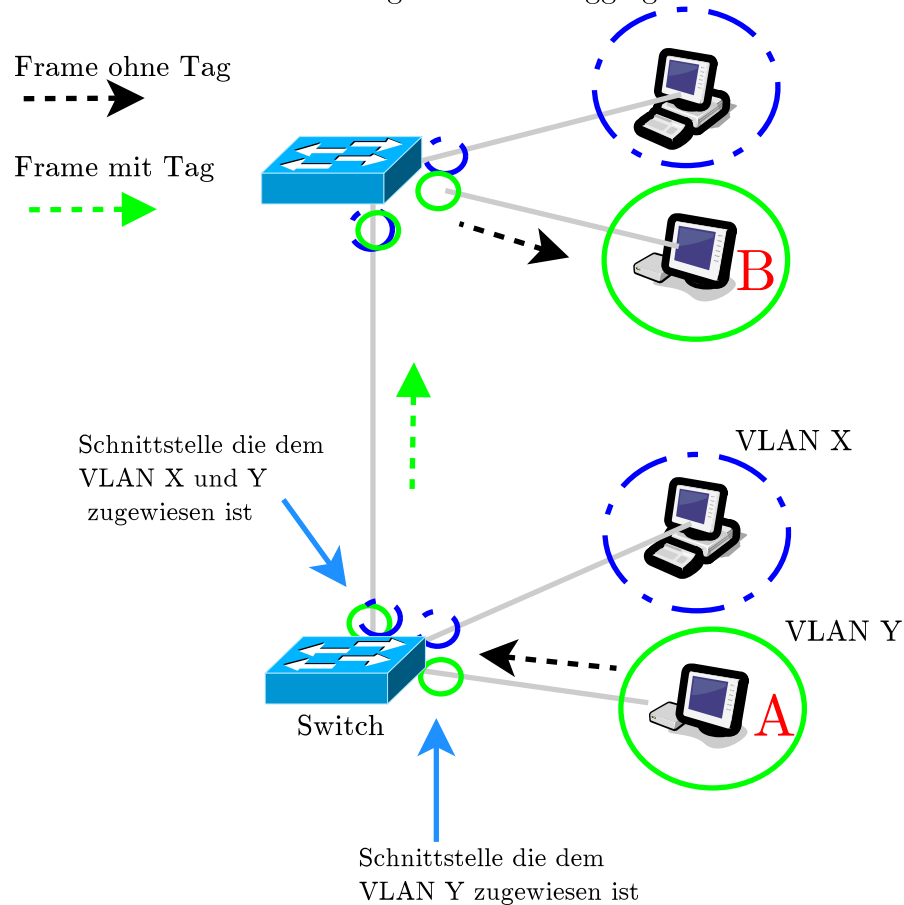 Frame ohne Tag
Frame mit Tag
B
Schnittstelle die dem
VLAN X und Y
zugewiesen ist
VLAN X
VLAN Y
A
Switch
Schnittstelle die dem
VLAN Y zugewiesen ist